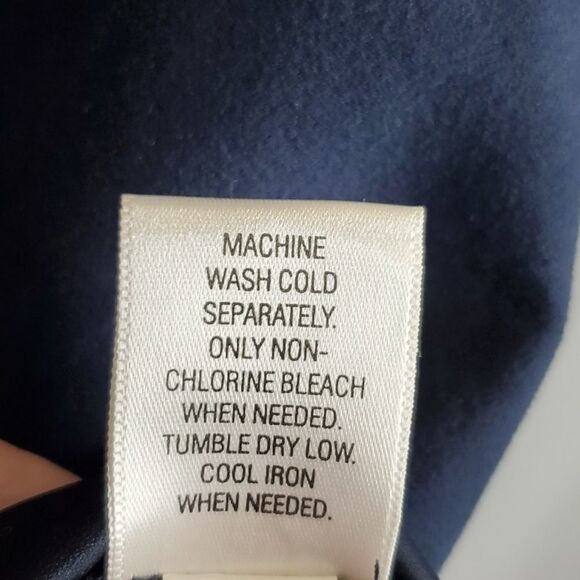 MACHINE
WASH COLD
SEPARATELY.
ONLY NON-
CHLORINE BLEACH
WHEN NEEDED.
TUMBLE DRY LOW.
COOL IRON
WHEN NEEDED.